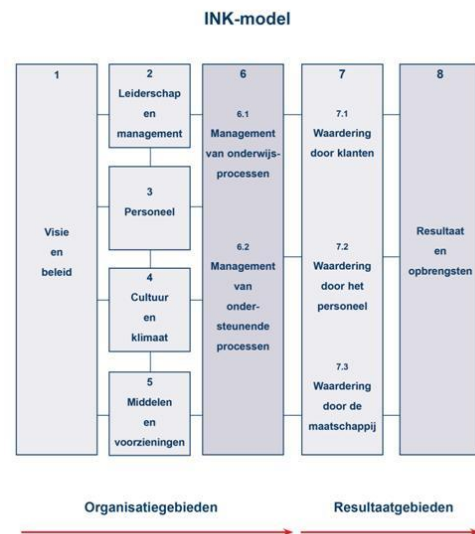 INK-model
1
Visie
en
beleid
2
Leiderschap
en
management
3
Personeel
4
Cultuur
en
klimaat
5
Middelen
en
voorzieningen
6
6.1
Management
van onderwijs-
processen
6.2
Management
van
onder-
steunende
processen
7
7.1
Waardering
door klanten
7.2
Waardering
door het
personeel
7.3
Waardering
door de
maatschappij
8
Resultaat
en
opbrengsten
Organisatiegebieden
Resultaatgebieden